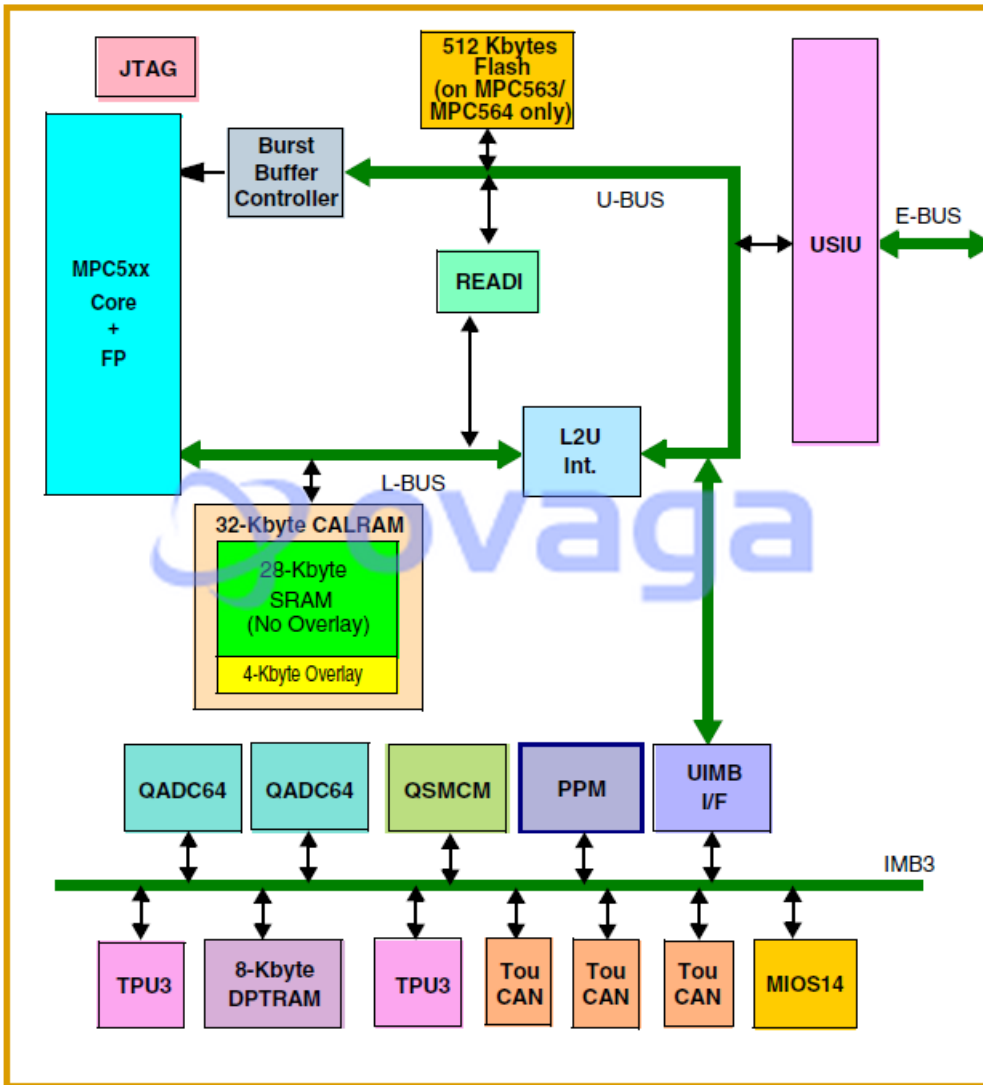 JTAG
512 Kbytes
Flash
(on MPC563/
MPC564 only)
Burst
Buffer
Controller
U-BUS
E-BUS
USIU
MPC5xx
Core
+
FP
READI
L2U
Int.
L-BUS
ovaga
32-Kbyte CALRAM
28-Kbyte
SRAM
(No Overlay)
4-Kbyte Overlay
QADC64
QADC64
QSMCM
PPM
UIMB
I/F
IMB3
TPU3
8-Kbyte
DPTRAM
TPU3
Tou
CAN
Tou
CAN
Tou
CAN
MIOS14